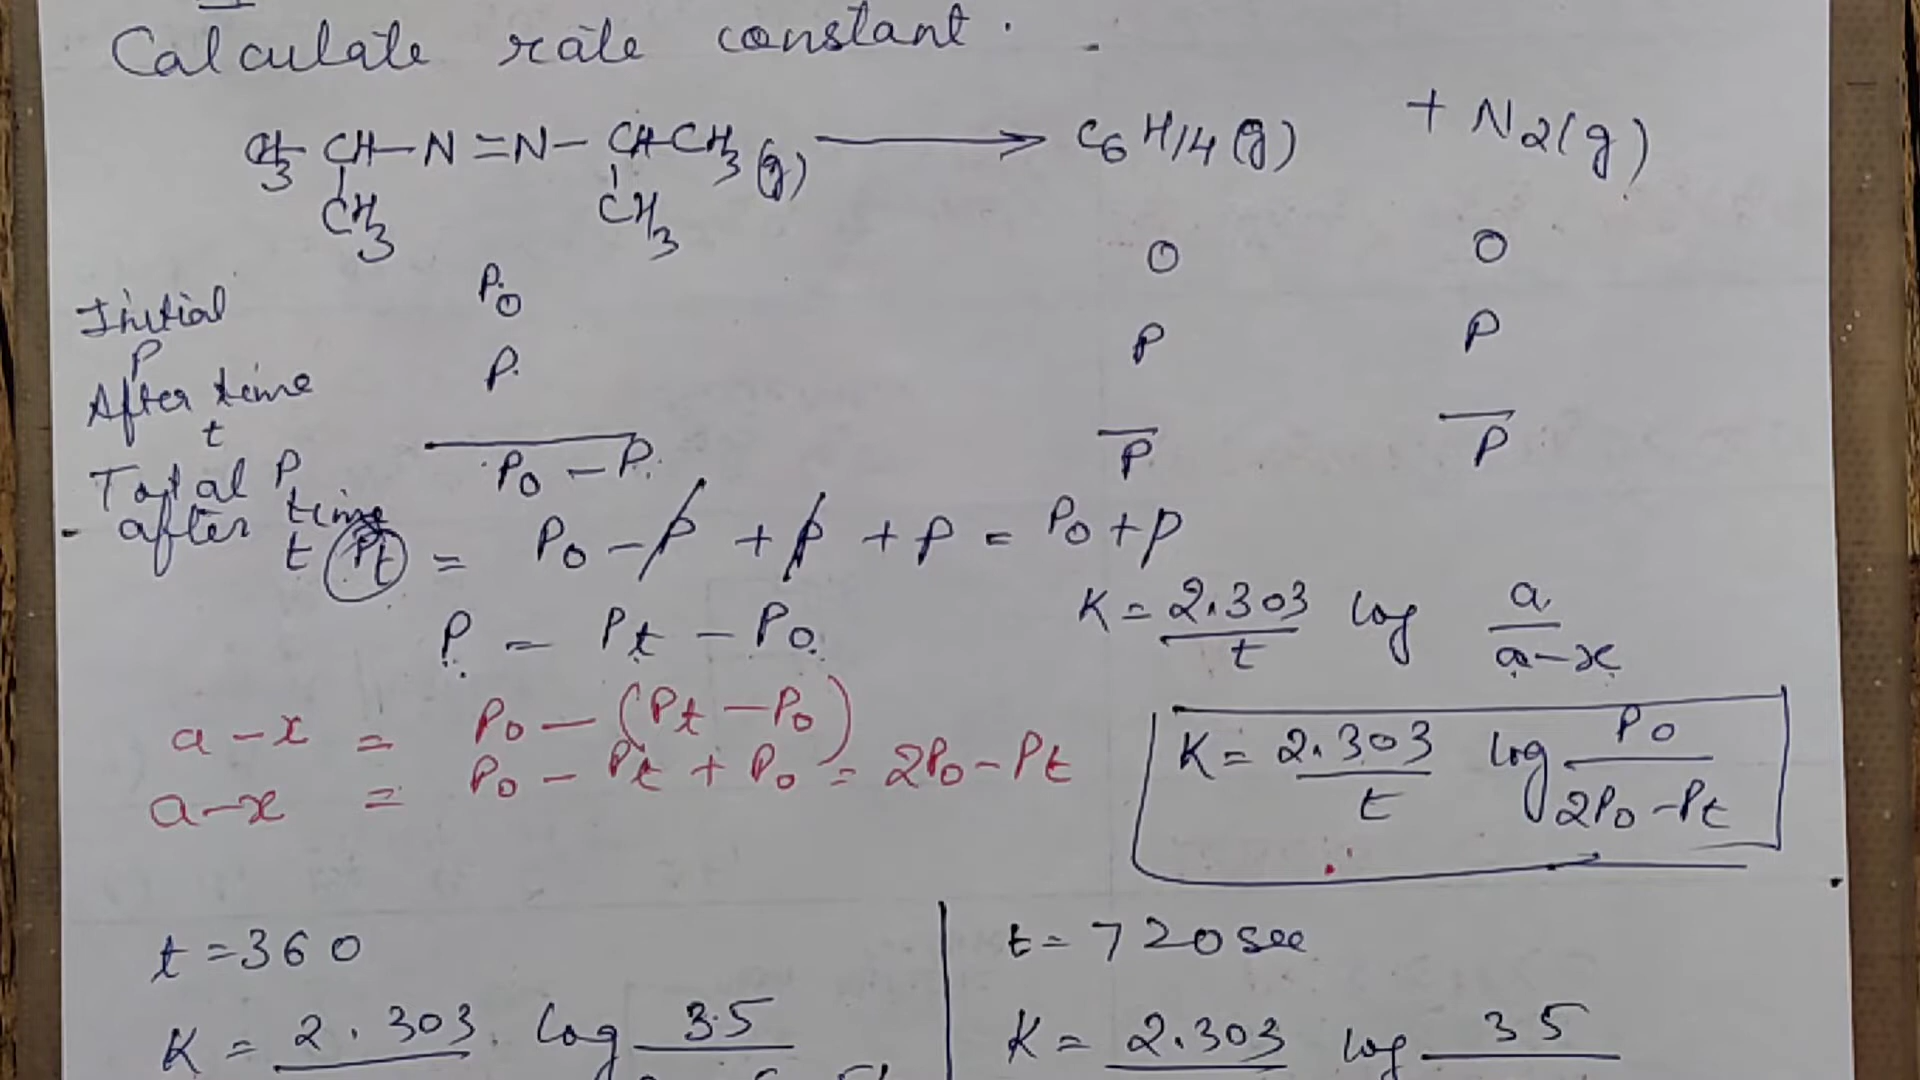 Calculate rate constant.
CH3-CH-N=N-CH-CH3(g) ⟶ C6H14(g) + N2(g)
CH3 CH3
Initial P P0 0 0
After time t P P P
P0-P P P
Total P after time t Pt = P0-p+p+p = P0+p
P = Pt - P0
K = 2.303/t log a/a-x
a-x = P0-(Pt-P0)
a-x = P0-Pt+P0 = 2P0-Pt
K = 2.303/t log P0/2P0-Pt
t=360
K = 2.303 log 35
t= 720 sec
K = 2.303 log 35